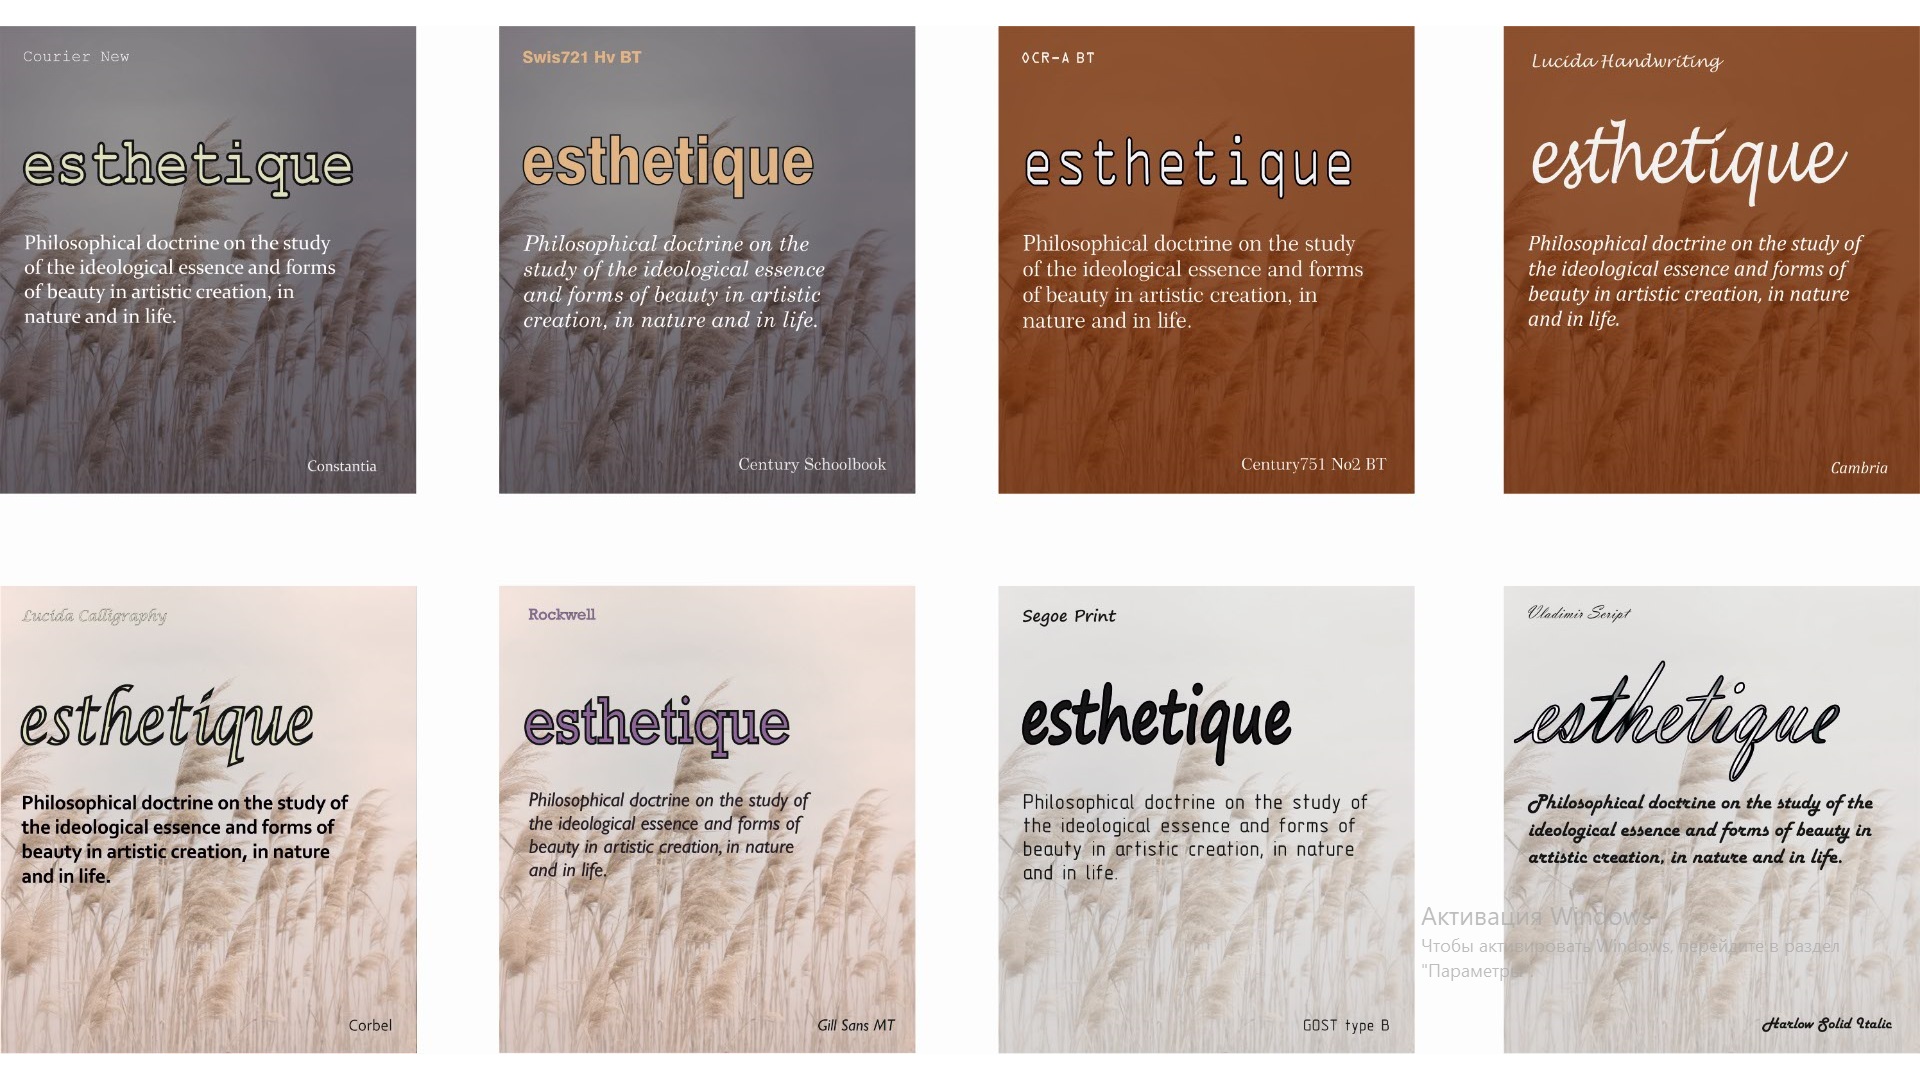 Courier New
esthetique
Philosophical doctrine on the study
of the ideological essence and forms
of beauty in artistic creation, in
nature and in life.
Constantia
Swis721 Hv BT
esthetique
Philosophical doctrine on the
study of the ideological essence
and forms of beauty in artistic
creation, in nature and in life.
Century Schoolbook
OCR-A BT
esthetique
Philosophical doctrine on the study
of the ideological essence and forms
of beauty in artistic creation, in
nature and in life.
Century751 No2 BT
Lucida Handwriting
esthetique
Philosophical doctrine on the study of
the ideological essence and forms of
beauty in artistic creation, in nature
and in life.
Cambria
Lucida Calligraphy
esthetique
Philosophical doctrine on the study of
the ideological essence and forms of
beauty in artistic creation, in nature
and in life.
Corbel
Rockwell
esthetique
Philosophical doctrine on the study of
the ideological essence and forms of
beauty in artistic creation, in nature
and in life.
Gill Sans MT
Segoe Print
esthetique
Philosophical doctrine on the study of
the ideological essence and forms of
beauty in artistic creation, in nature
and in life.
GOST type B
Vladimir Script
esthetique
Philosophical doctrine on the study of the
ideological essence and forms of beauty in
artistic creation, in nature and in life.
Harlow Solid Italic
Активация Windows
Чтобы активировать Windows, перейдите в раздел
"Параметры